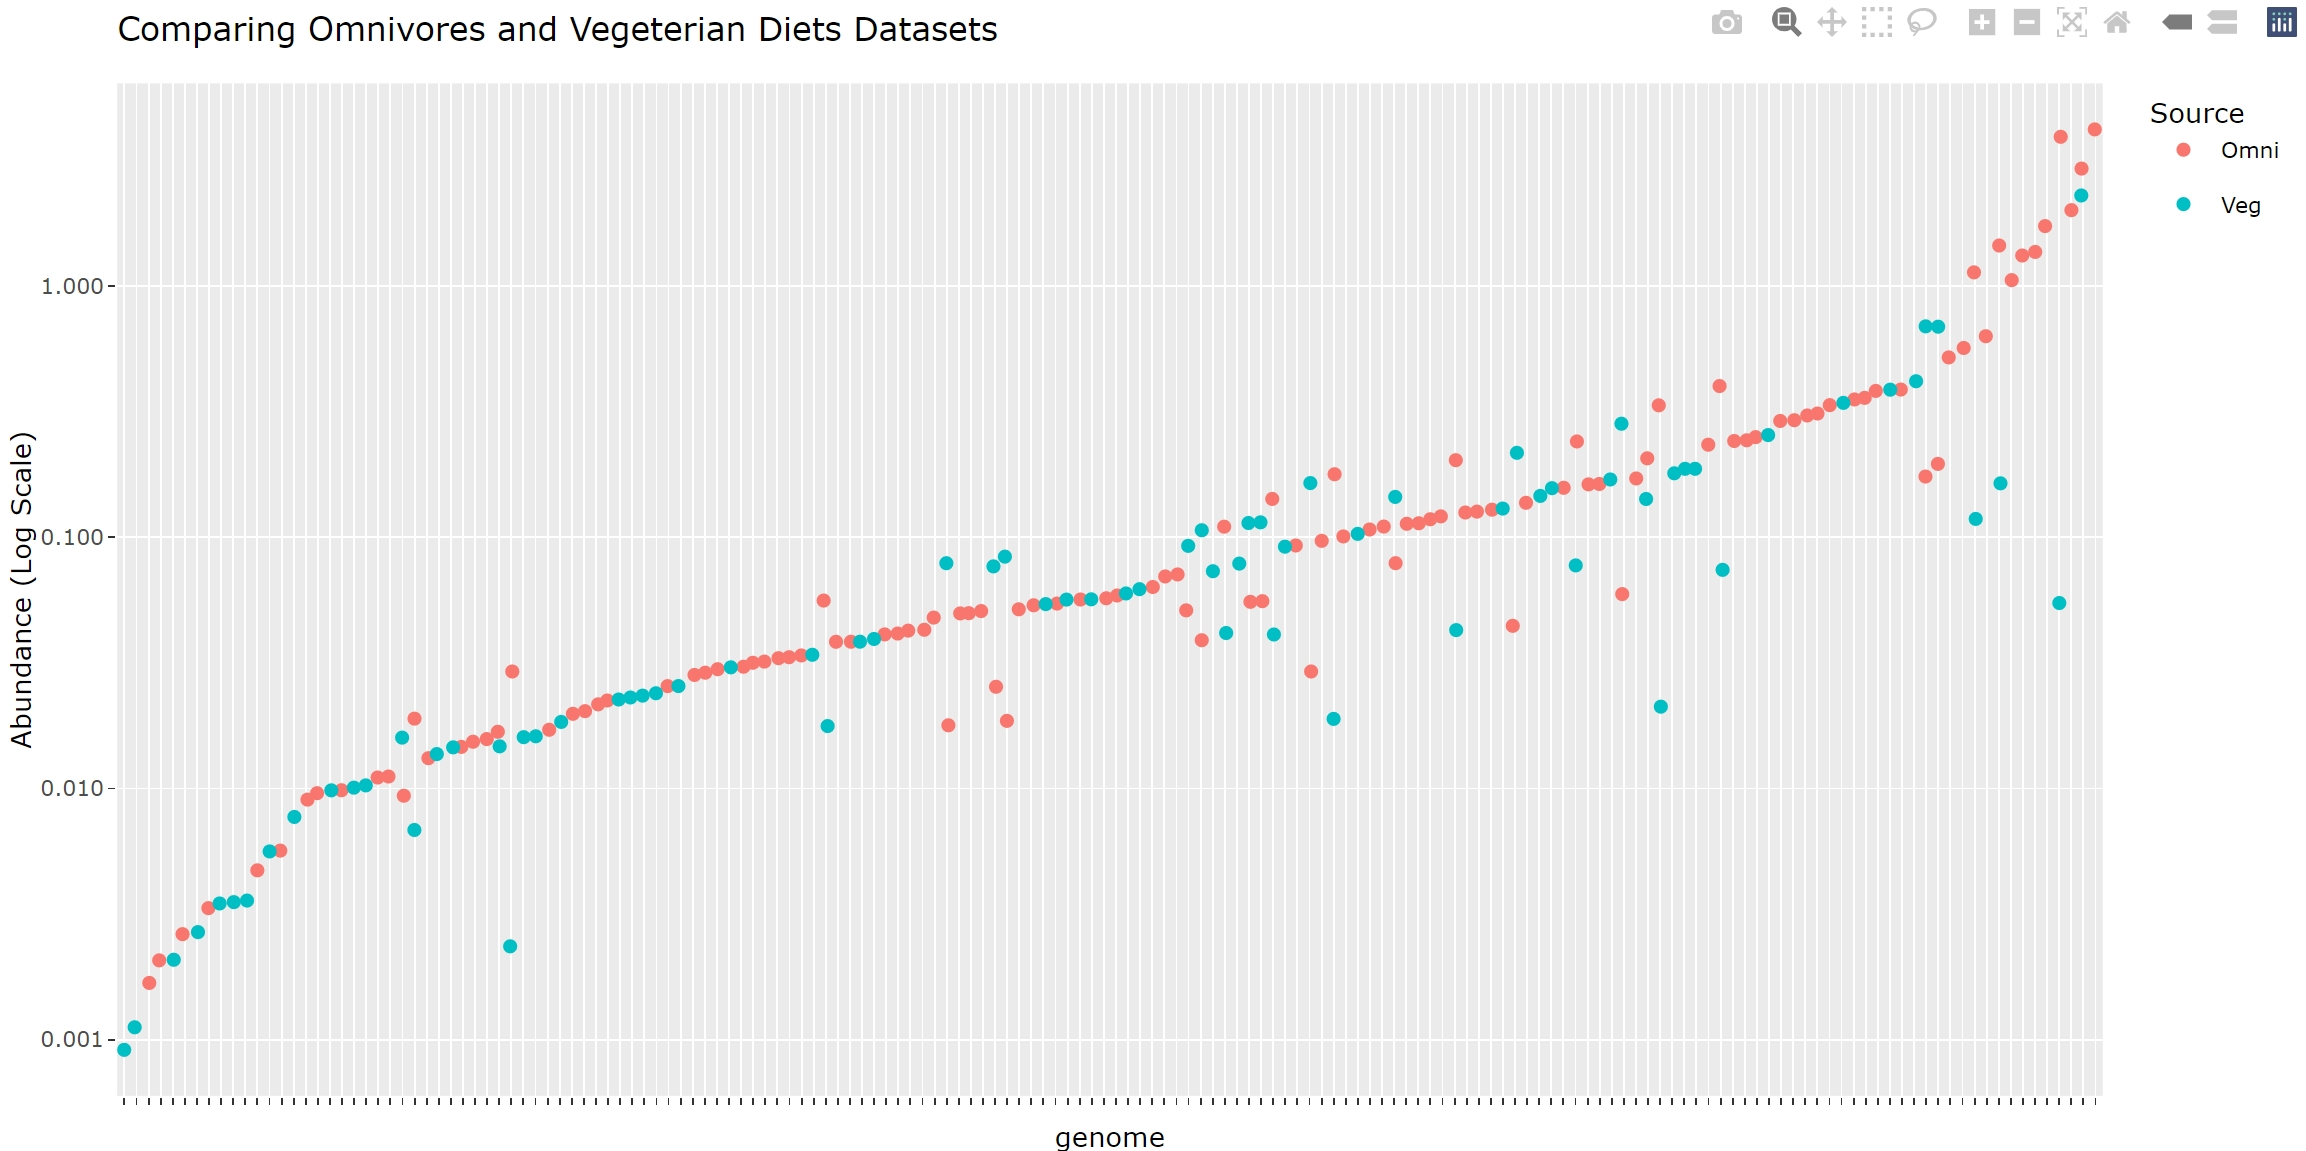 Comparing Omnivores and Vegeterian Diets Datasets
Source
Omni
Veg
Abundance (Log Scale)
1.000
0.100
0.010
0.001
genome